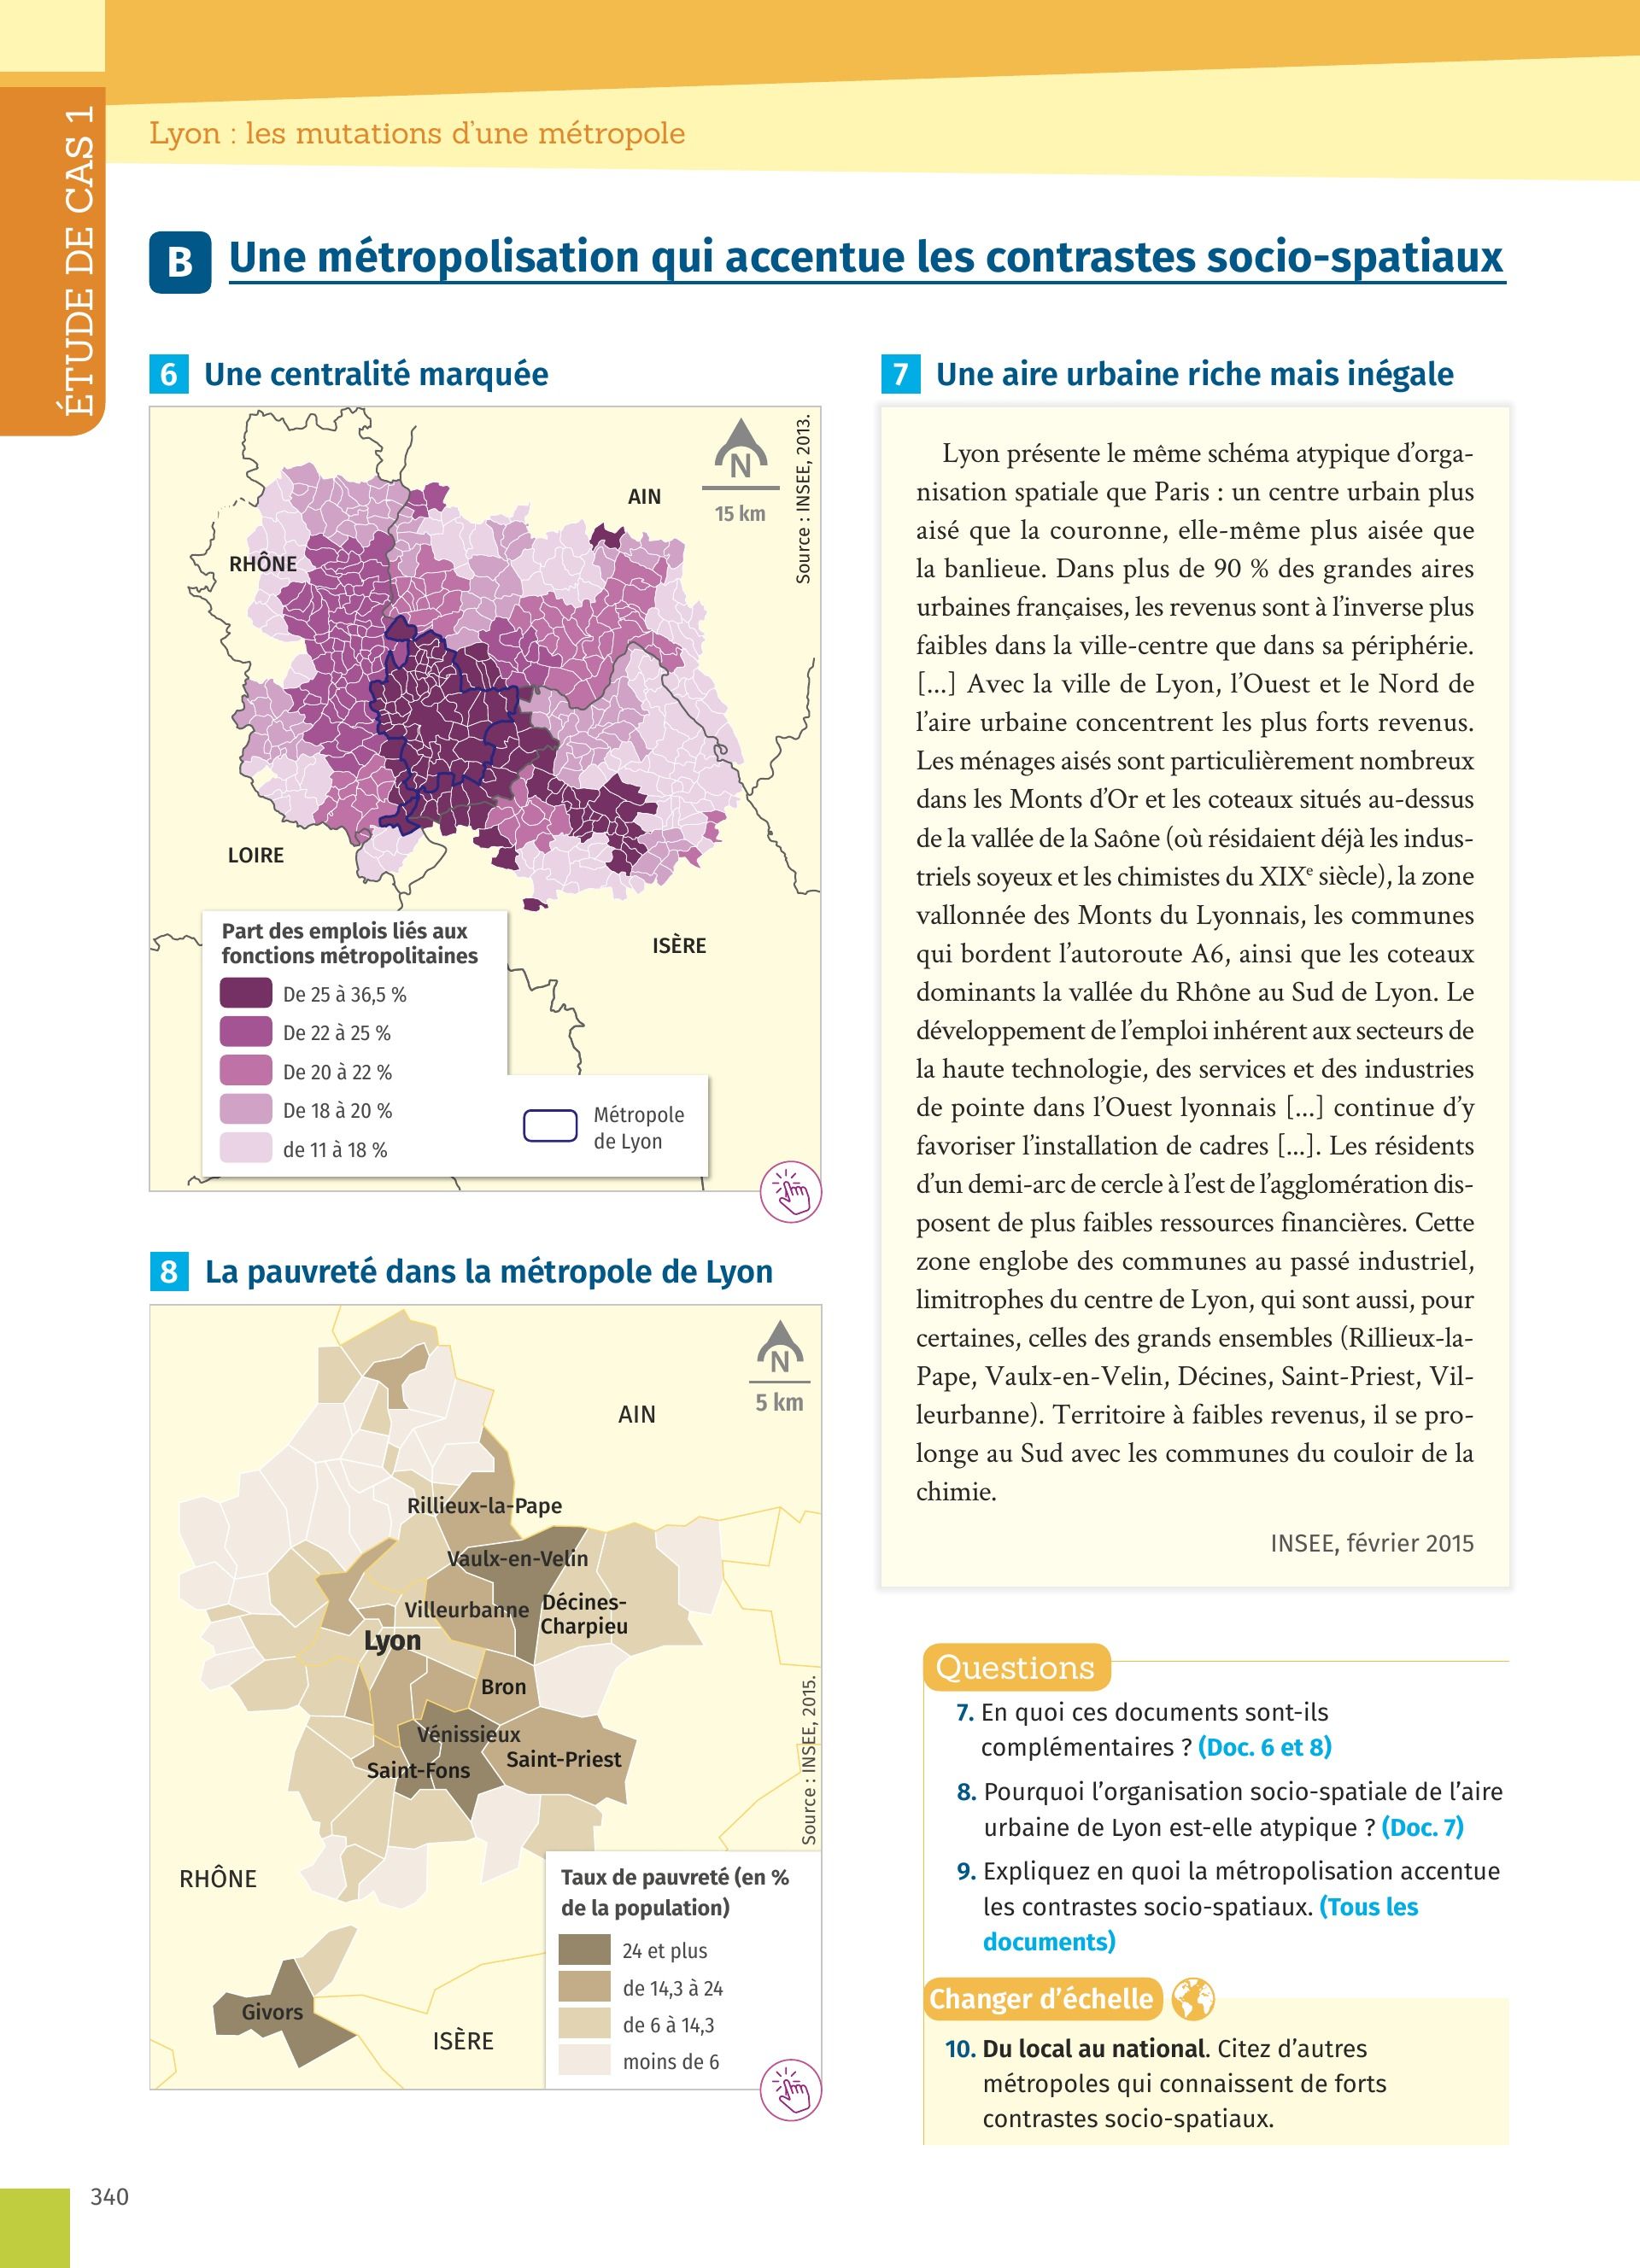 ÉTUDE DE CAS 1
Lyon : les mutations d’une métropole
B Une métropolisation qui accentue les contrastes socio-spatiaux
6 Une centralité marquée
N
15 km
Source : INSEE, 2013.
AIN
RHÔNE
LOIRE
ISÈRE
Part des emplois liés aux
fonctions métropolitaines
De 25 à 36,5 %
De 22 à 25 %
De 20 à 22 %
De 18 à 20 %
de 11 à 18 %
Métropole
de Lyon
8 La pauvreté dans la métropole de Lyon
N
5 km
AIN
Rillieux-la-Pape
Vaulx-en-Velin
Villeurbanne
Décines-
Charpieu
Lyon
Bron
Vénissieux
Saint-Priest
Saint-Fons
Source : INSEE, 2015.
RHÔNE
Givors
ISÈRE
Taux de pauvreté (en %
de la population)
24 et plus
de 14,3 à 24
de 6 à 14,3
moins de 6
7 Une aire urbaine riche mais inégale
Lyon présente le même schéma atypique d’orga-
nisation spatiale que Paris : un centre urbain plus
aisé que la couronne, elle-même plus aisée que
la banlieue. Dans plus de 90 % des grandes aires
urbaines françaises, les revenus sont à l’inverse plus
faibles dans la ville-centre que dans sa périphérie.
[...] Avec la ville de Lyon, l’Ouest et le Nord de
l’aire urbaine concentrent les plus forts revenus.
Les ménages aisés sont particulièrement nombreux
dans les Monts d’Or et les coteaux situés au-dessus
de la vallée de la Saône (où résidaient déjà les indus-
triels soyeux et les chimistes du XIXe siècle), la zone
vallonnée des Monts du Lyonnais, les communes
qui bordent l’autoroute A6, ainsi que les coteaux
dominants la vallée du Rhône au Sud de Lyon. Le
développement de l’emploi inhérent aux secteurs de
la haute technologie, des services et des industries
de pointe dans l’Ouest lyonnais [...] continue d’y
favoriser l’installation de cadres [...]. Les résidents
d’un demi-arc de cercle à l’est de l’agglomération dis-
posent de plus faibles ressources financières. Cette
zone englobe des communes au passé industriel,
limitrophes du centre de Lyon, qui sont aussi, pour
certaines, celles des grands ensembles (Rillieux-la-
Pape, Vaulx-en-Velin, Décines, Saint-Priest, Vil-
leurbanne). Territoire à faibles revenus, il se pro-
longe au Sud avec les communes du couloir de la
chimie.
INSEE, février 2015
Questions
7. En quoi ces documents sont-ils
complémentaires ? (Doc. 6 et 8)
8. Pourquoi l’organisation socio-spatiale de l’aire
urbaine de Lyon est-elle atypique ? (Doc. 7)
9. Expliquez en quoi la métropolisation accentue
les contrastes socio-spatiaux. (Tous les
documents)
Changer d’échelle
10. Du local au national. Citez d’autres
métropoles qui connaissent de forts
contrastes socio-spatiaux.
340